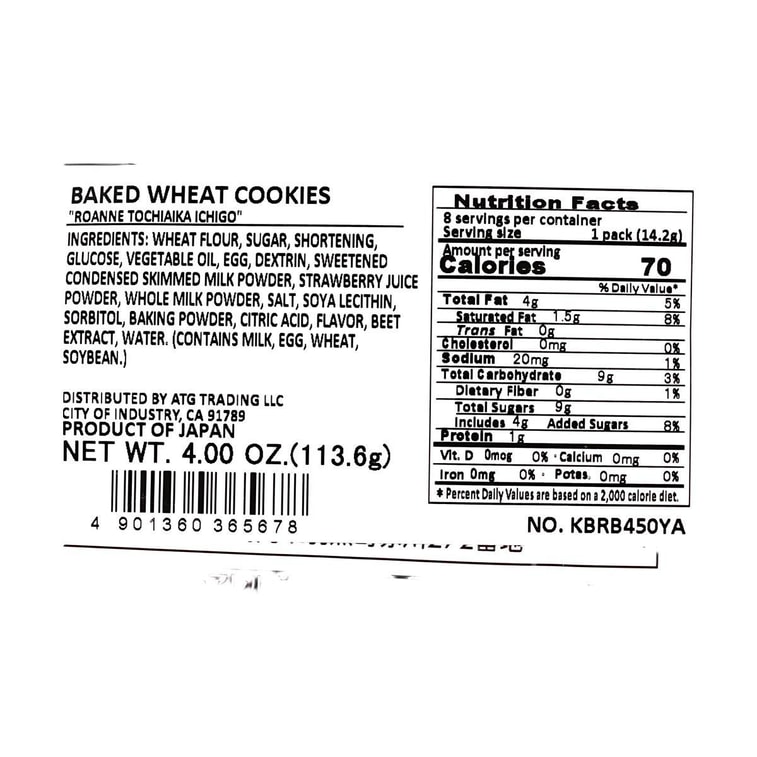 BAKED WHEAT COOKIES
"ROANNE TOCHIAIKA ICHIGO"
INGREDIENTS: WHEAT FLOUR, SUGAR, SHORTENING,
GLUCOSE, VEGETABLE OIL, EGG, DEXTRIN, SWEETENED
CONDENSED SKIMMED MILK POWDER, STRAWBERRY JUICE
POWDER, WHOLE MILK POWDER, SALT, SOYA LECITHIN,
SORBITOL, BAKING POWDER, CITRIC ACID, FLAVOR, BEET
EXTRACT, WATER. (CONTAINS MILK, EGG, WHEAT,
SOYBEAN.)
DISTRIBUTED BY ATG TRADING LLC
CITY OF INDUSTRY, CA 91789
PRODUCT OF JAPAN
NET WT. 4.00 OZ.(113.6g)
4 901360 365678
Nutrition Facts
8 servings per container
Serving size 1 pack (14.2g)
Amount per serving
Calories 70
% Daily Value*
Total Fat 4g 5%
Saturated Fat 1.5g 8%
Trans Fat 0g
Cholesterol 0mg 0%
Sodium 20mg 1%
Total Carbohydrate 9g 3%
Dietary Fiber 0g 1%
Total Sugars 9g
Includes 4g Added Sugars 8%
Protein 1g
Vit. D 0mcg 0% • Calcium 0mg 0%
Iron 0mg 0% • Potas. 0mg 0%
* Percent Daily Values are based on a 2,000 calorie diet.
NO. KBRB450YA